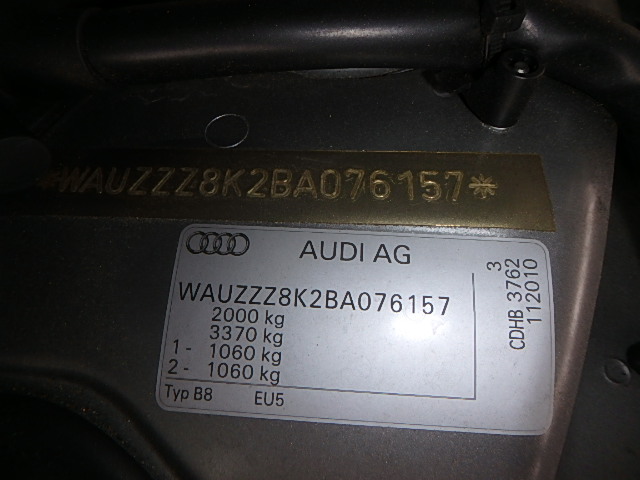 *WAUZZZ8K2BA076157*
AUDI AG
WAUZZZ8K2BA076157
2000 kg
3370 kg
1- 1060 kg
2- 1060 kg
Typ B8 EU5
3
CDHB 3762
112010